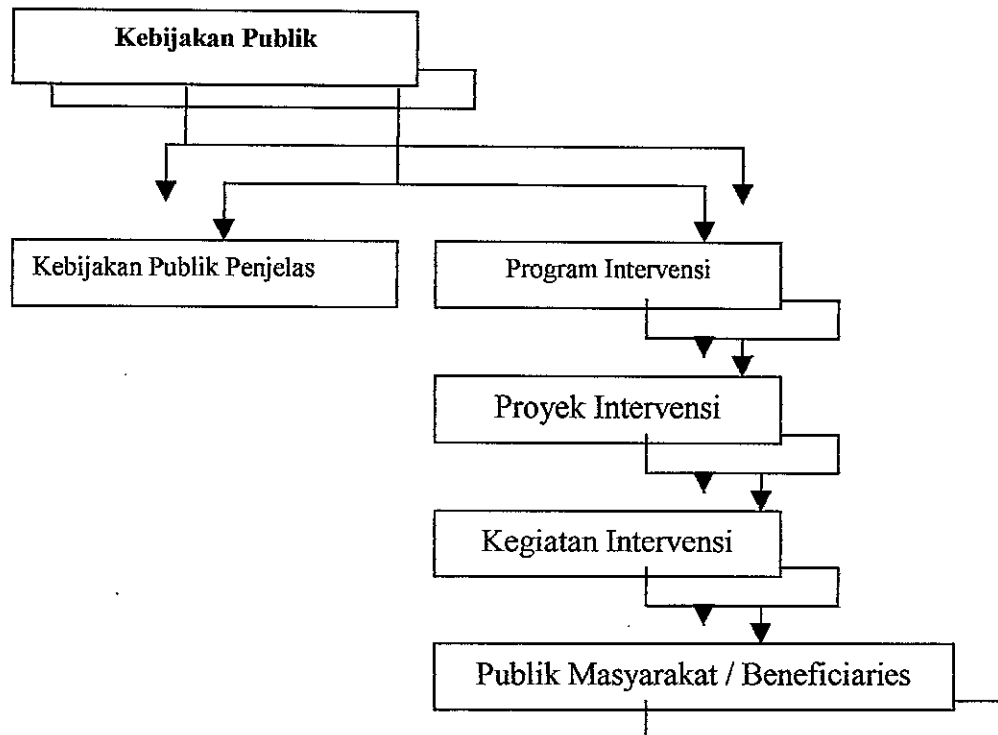 Kebijakan Publik
Kebijakan Publik Penjelas
Program Intervensi
Proyek Intervensi
Kegiatan Intervensi
Publik Masyarakat / Beneficiaries